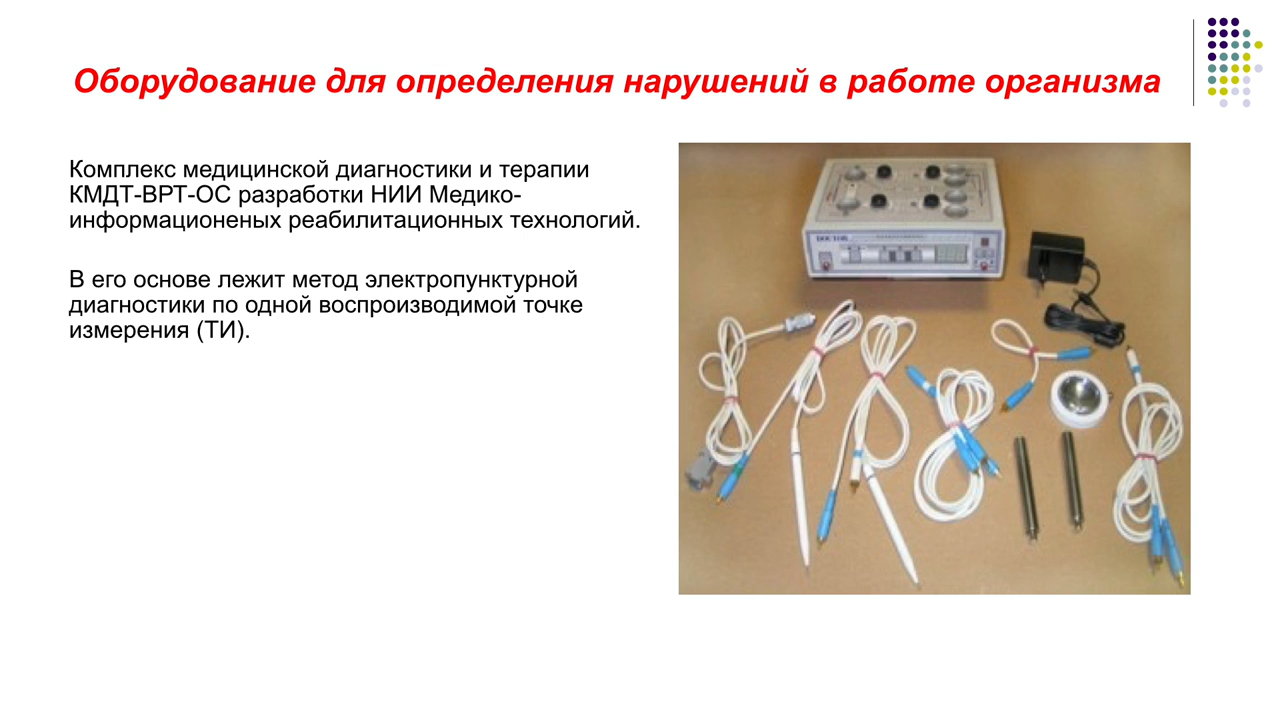 Оборудование для определения нарушений в работе организма
Комплекс медицинской диагностики и терапии
КМДТ-ВРТ-ОС разработки НИИ Медико-
информационеных реабилитационных технологий.
В его основе лежит метод электропунктурной
диагностики по одной воспроизводимой точке
измерения (ТИ).